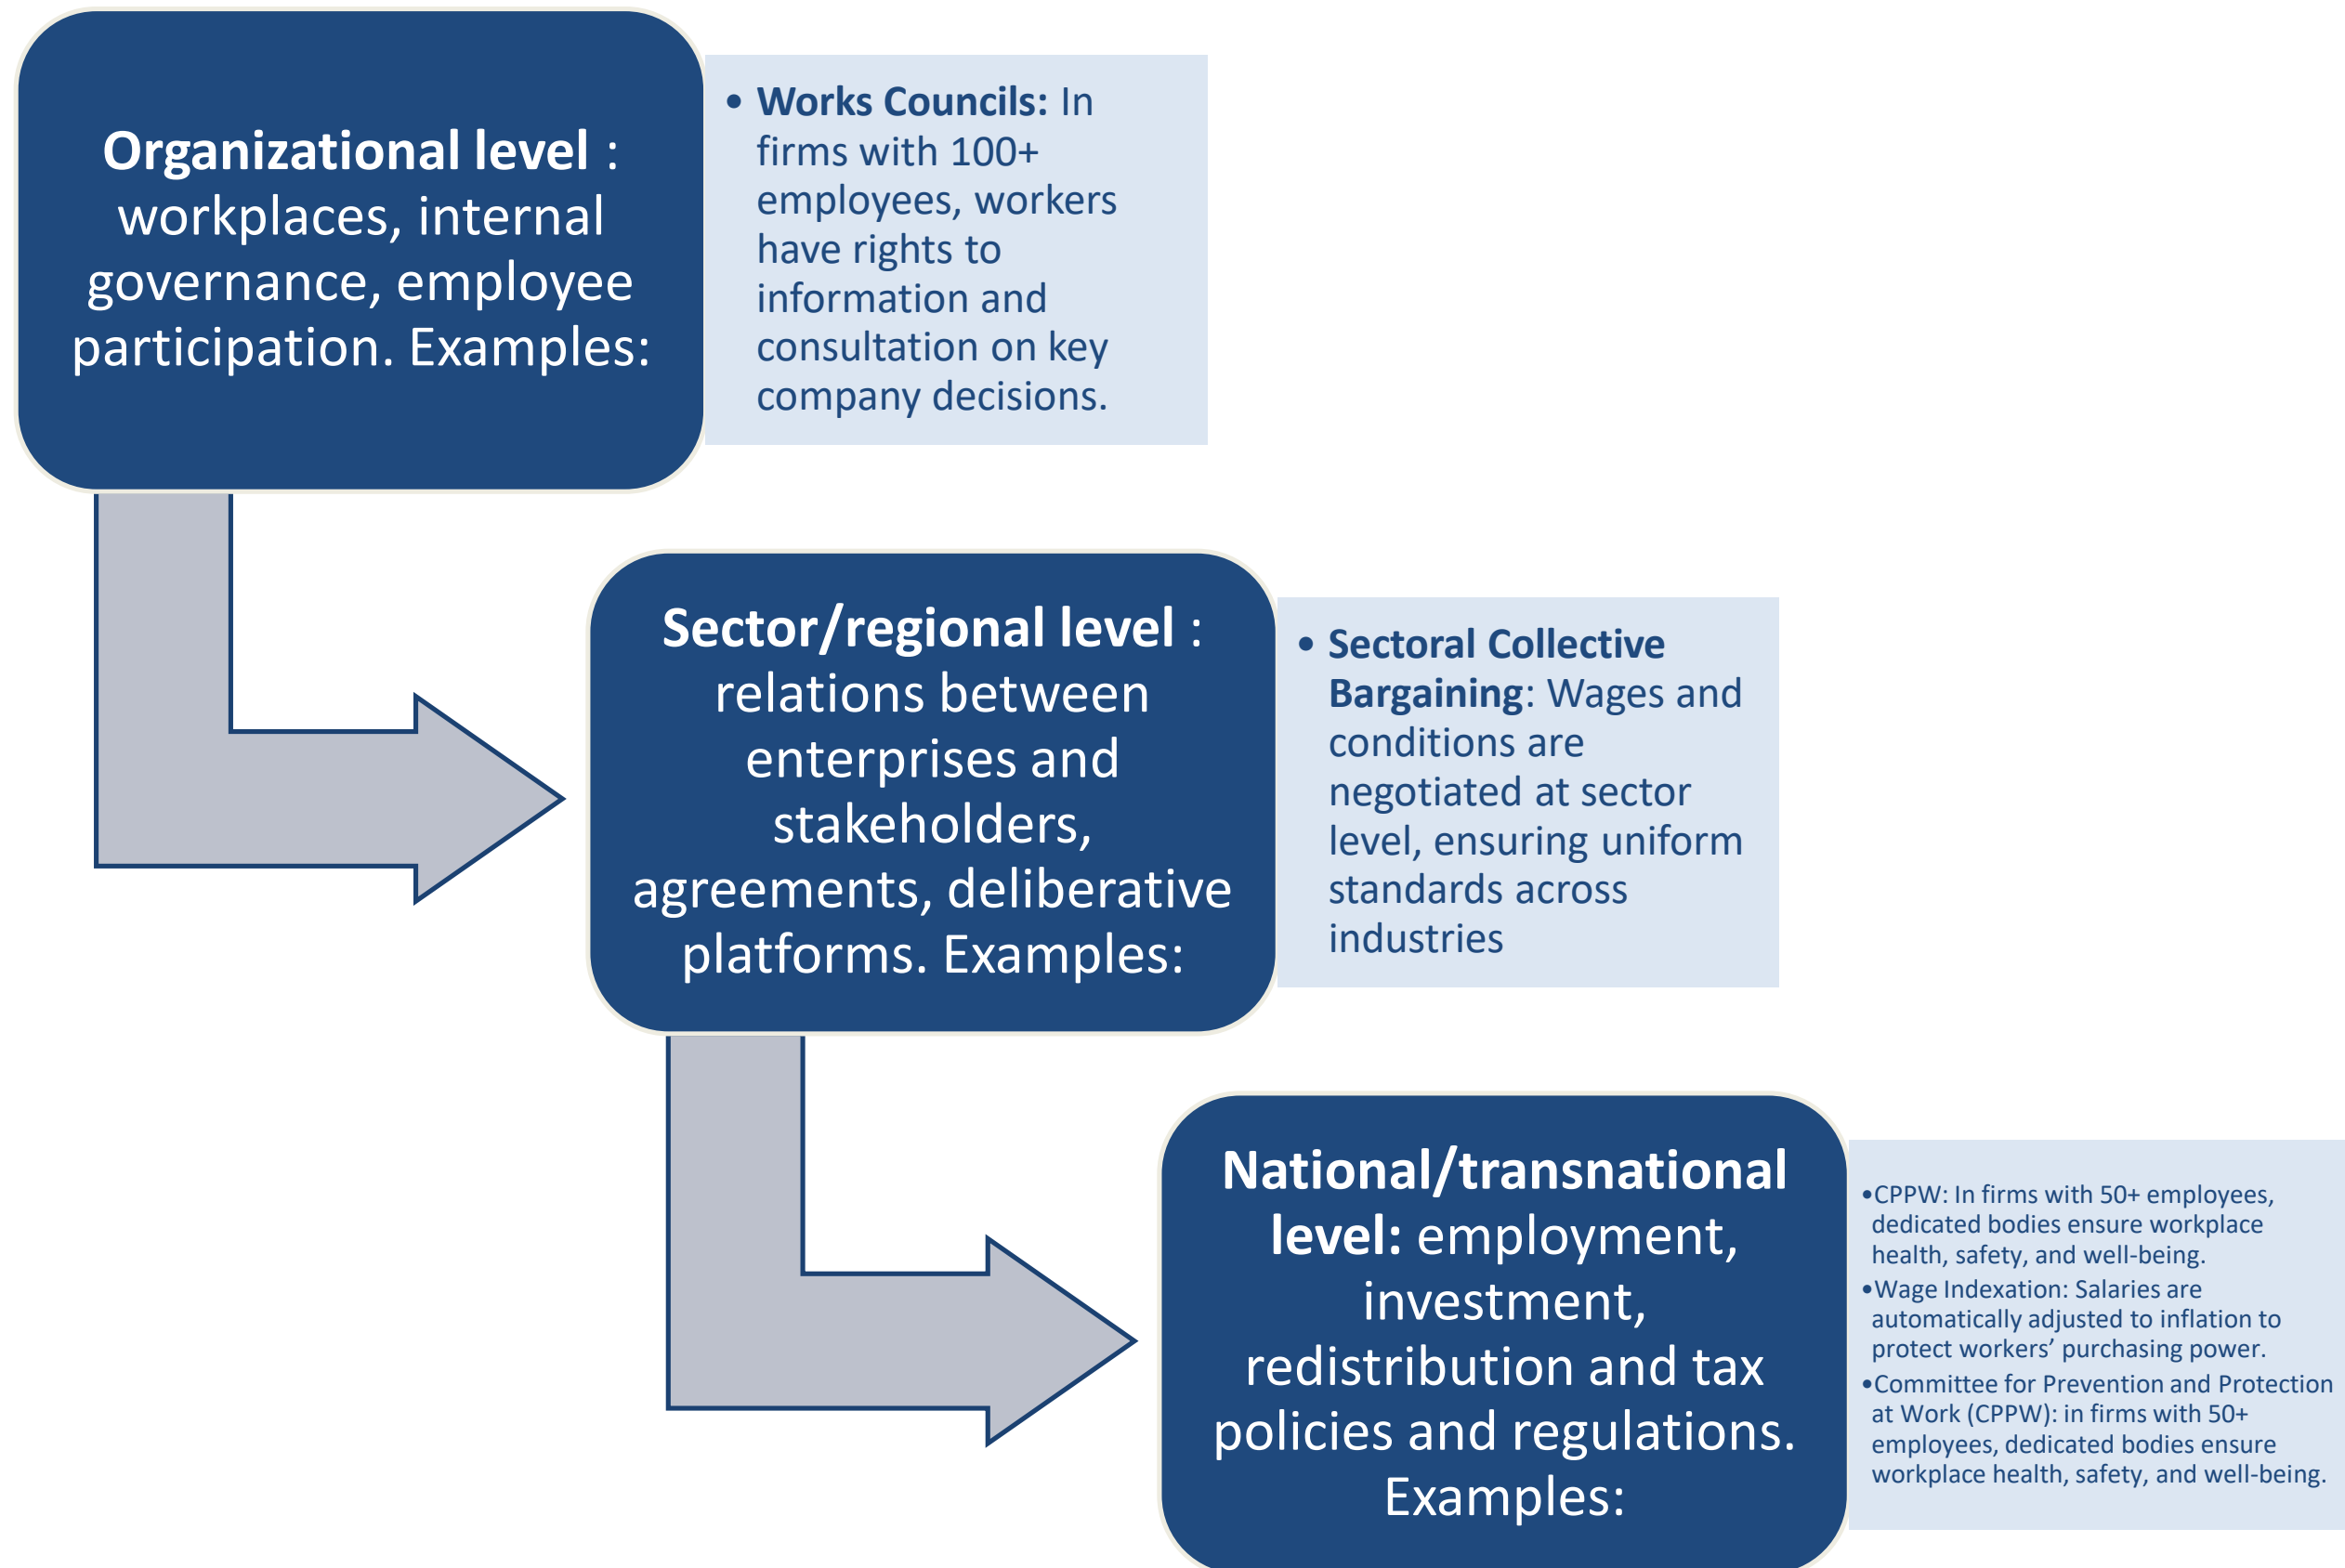 Organizational level :
workplaces, internal
governance, employee
participation. Examples:
• Works Councils: In
firms with 100+
employees, workers
have rights to
information and
consultation on key
company decisions.
Sector/regional level :
relations between
enterprises and
stakeholders,
agreements, deliberative
platforms. Examples:
• Sectoral Collective
Bargaining: Wages and
conditions are
negotiated at sector
level, ensuring uniform
standards across
industries
National/transnational
level: employment,
investment,
redistribution and tax
policies and regulations.
Examples:
•CPPW: In firms with 50+ employees,
dedicated bodies ensure workplace
health, safety, and well-being.
•Wage Indexation: Salaries are
automatically adjusted to inflation to
protect workers’ purchasing power.
•Committee for Prevention and Protection
at Work (CPPW): in firms with 50+
employees, dedicated bodies ensure
workplace health, safety, and well-being.